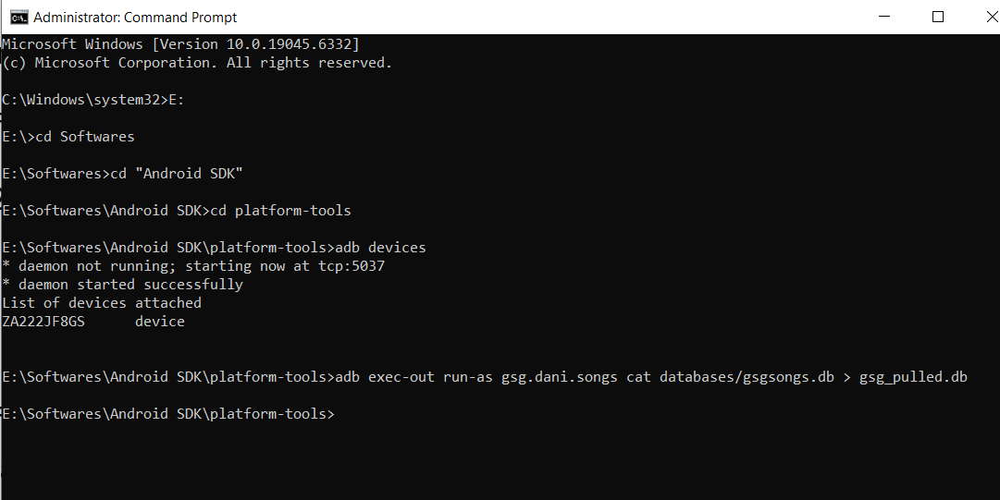 Administrator: Command Prompt
Microsoft Windows [Version 10.0.19045.6332]
(c) Microsoft Corporation. All rights reserved.
C:\Windows\system32>E:
E:\>cd Softwares
E:\Softwares>cd "Android SDK"
E:\Softwares\Android SDK>cd platform-tools
E:\Softwares\Android SDK\platform-tools>adb devices
* daemon not running; starting now at tcp:5037
* daemon started successfully
List of devices attached
ZA222JF8GS      device
E:\Softwares\Android SDK\platform-tools>adb exec-out run-as gsg.dani.songs cat databases/gsgsongs.db > gsg_pulled.db
E:\Softwares\Android SDK\platform-tools>